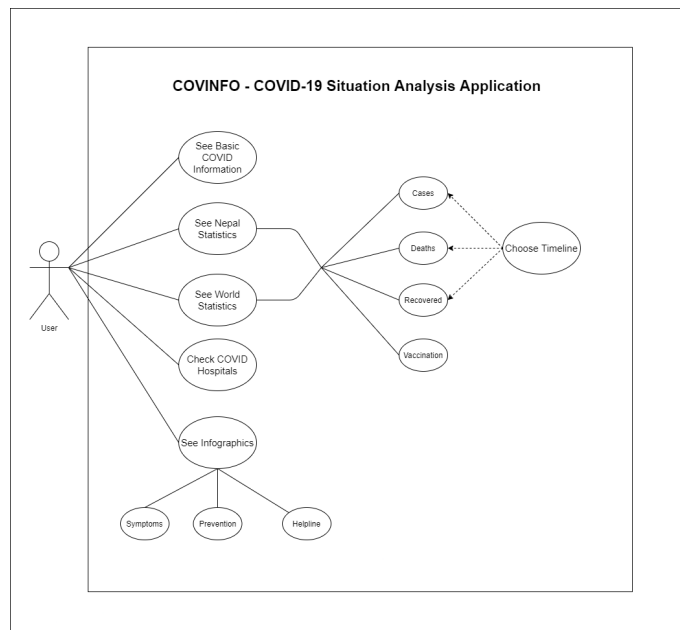 COVINFO - COVID-19 Situation Analysis Application
See Basic
COVID
Information
See Nepal
Statistics
See World
Statistics
Check COVID
Hospitals
See Infographics
Symptoms
Prevention
Helpline
User
Cases
Deaths
Recovered
Vaccination
Choose Timeline